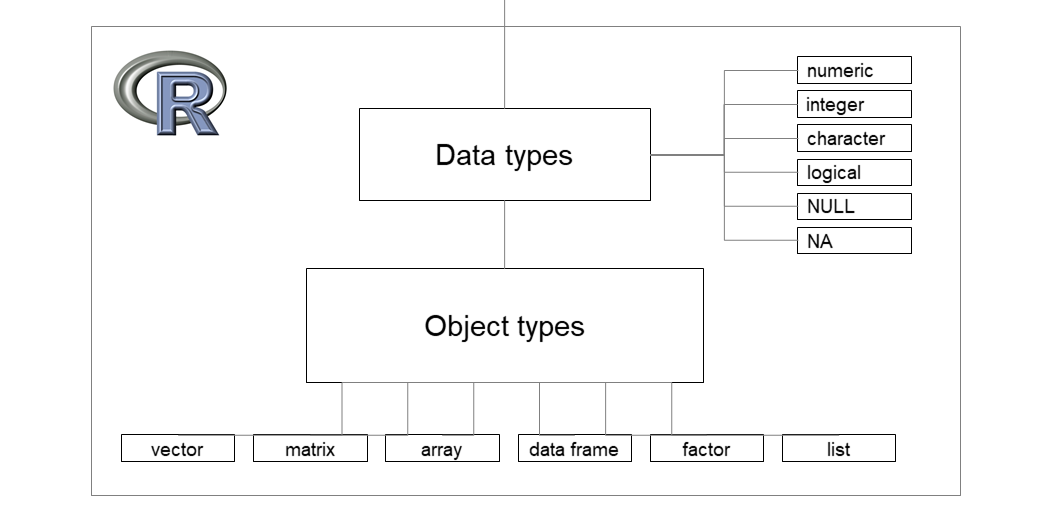 R
Data types
numeric
integer
character
logical
NULL
NA
Object types
vector
matrix
array
data frame
factor
list